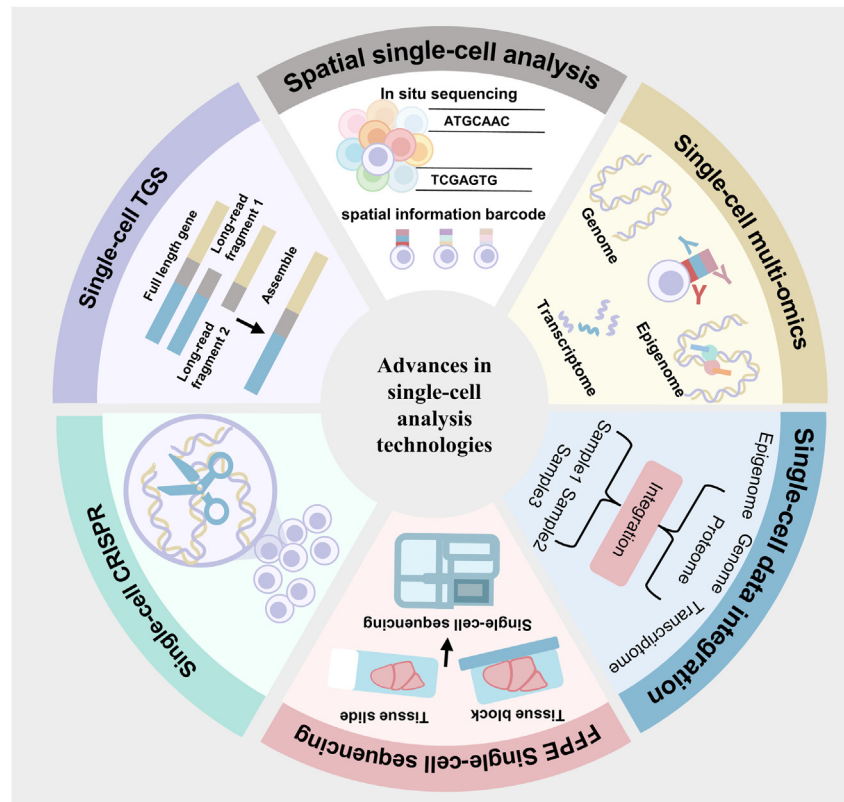 Spatial single-cell analysis
In situ sequencing
ATGCAAC
TCGAGTG
spatial information barcode
Single-cell multi-omics
Genome
Transcriptome
Epigenome
Single-cell data integration
Epigenome
Genome
Proteome
Transcriptome
Integration
Sample1
Sample2
Sample3
FFPE Single-cell sequencing
Single-cell sequencing
Tissue slide
Tissue block
Single-cell CRISPR
Single-cell TGS
Full length gene
Long-read
fragment 1
Long-read
fragment 2
Assemble
Advances in
single-cell
analysis
technologies